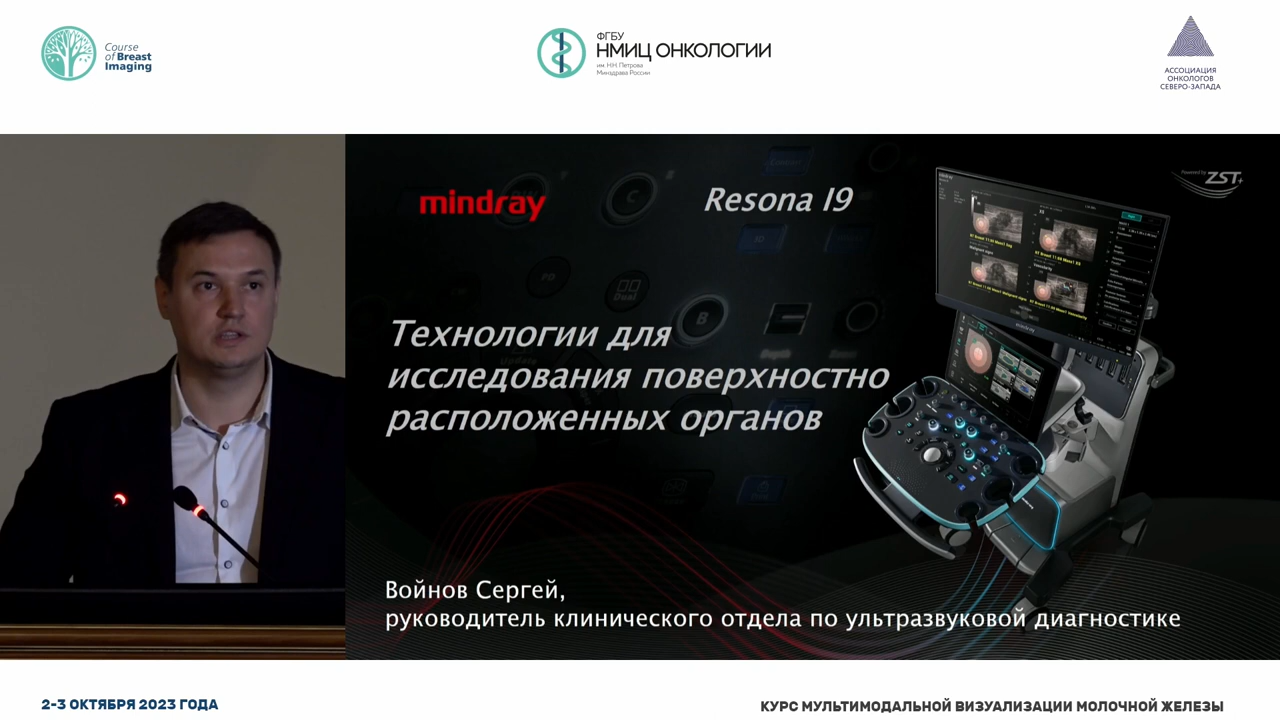 Course
of Breast
Imaging
ФГБУ
НМИЦ ОНКОЛОГИИ
им. Н.Н. Петрова
Минздрава России
АССОЦИАЦИЯ
ОНКОЛОГОВ
СЕВЕРО-ЗАПАДА
mindray
Resona I9
Powered by
ZST+
Технологии для
исследования поверхностно
расположенных органов
Войнов Сергей,
руководитель клинического отдела по ультразвуковой диагностике
2-3 ОКТЯБРЯ 2023 ГОДА
КУРС МУЛЬТИМОДАЛЬНОЙ ВИЗУАЛИЗАЦИИ МОЛОЧНОЙ ЖЕЛЕЗЫ